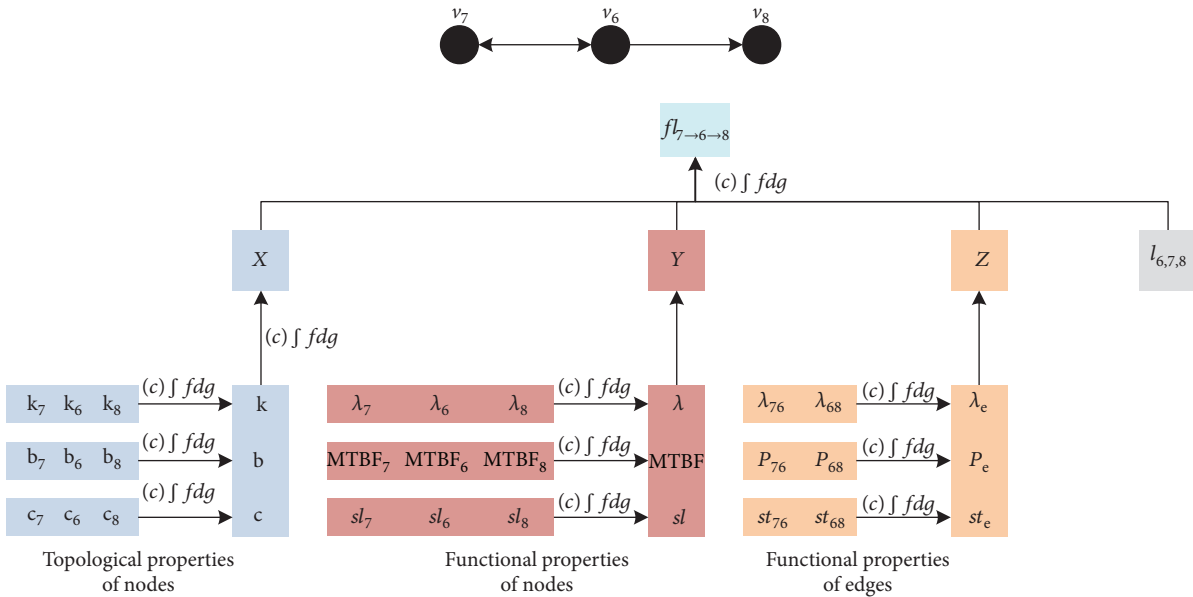 v₇ v₆ v₈
fl₇→₆→₈
(c) ∫ fdg
X Y Z l₆,₇,₈
(c) ∫ fdg
k₇ k₆ k₈ (c) ∫ fdg k λ₇ λ₆ λ₈ (c) ∫ fdg λ λ₇₆ λ₆₈ (c) ∫ fdg λₑ
b₇ b₆ b₈ (c) ∫ fdg b MTBF₇ MTBF₆ MTBF₈ (c) ∫ fdg MTBF P₇₆ P₆₈ (c) ∫ fdg Pₑ
c₇ c₆ c₈ (c) ∫ fdg c sl₇ sl₆ sl₈ (c) ∫ fdg sl st₇₆ st₆₈ (c) ∫ fdg stₑ
Topological properties
of nodes
Functional properties
of nodes
Functional properties
of edges